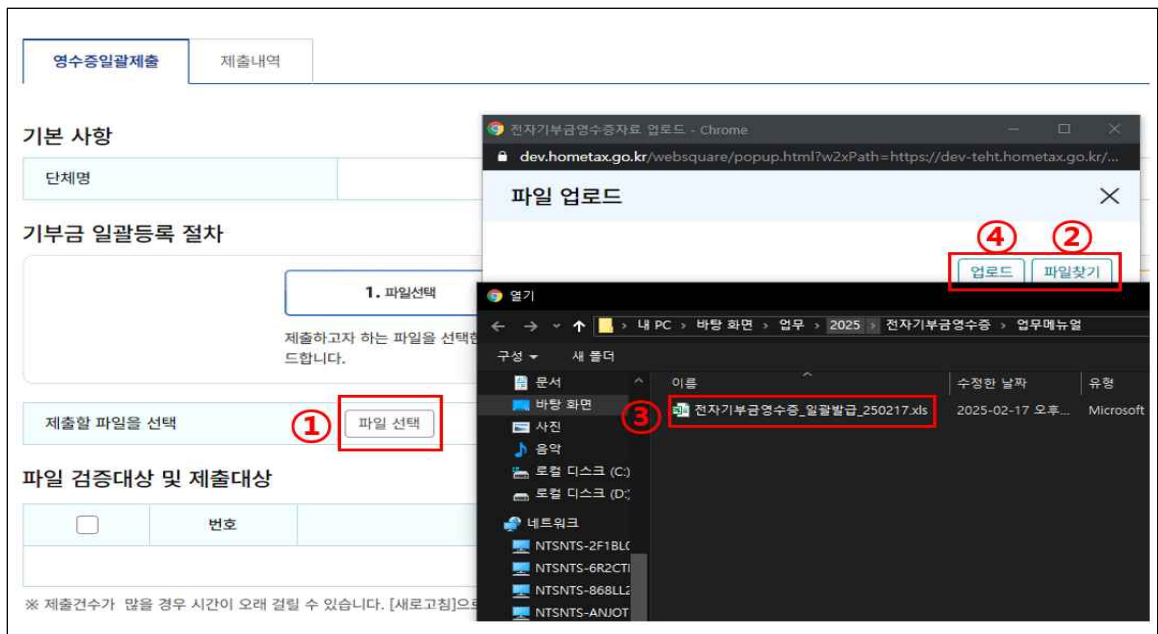 영수증일괄제출
제출내역
기본 사항
단체명
기부금 일괄등록 절차
1. 파일선택
제출하고자 하는 파일을 선택한
드합니다.
제출할 파일을 선택
①
파일 선택
파일 검증대상 및 제출대상
번호
※ 제출건수가 많을 경우 시간이 오래 걸릴 수 있습니다. [새로고침]으로
전자기부금영수증자료 업로드 - Chrome
dev.hometax.go.kr/websquare/popup.html?w2xPath=https://dev-teht.hometax.go.kr/...
파일 업로드
④ ②
업로드 파일찾기
열기
내 PC › 바탕 화면 › 업무 › 2025 › 전자기부금영수증 › 업무메뉴얼
구성 새 폴더
이름 수정한 날짜 유형
문서
바탕 화면
사진
음악
로컬 디스크 (C:)
로컬 디스크 (D:
네트워크
NTSNTS-2F1BL
NTSNTS-6R2CT
NTSNTS-868LL2
NTSNTS-ANJOT
③
전자기부금영수증_일괄발급_250217.xls 2025-02-17 오후... Microsoft